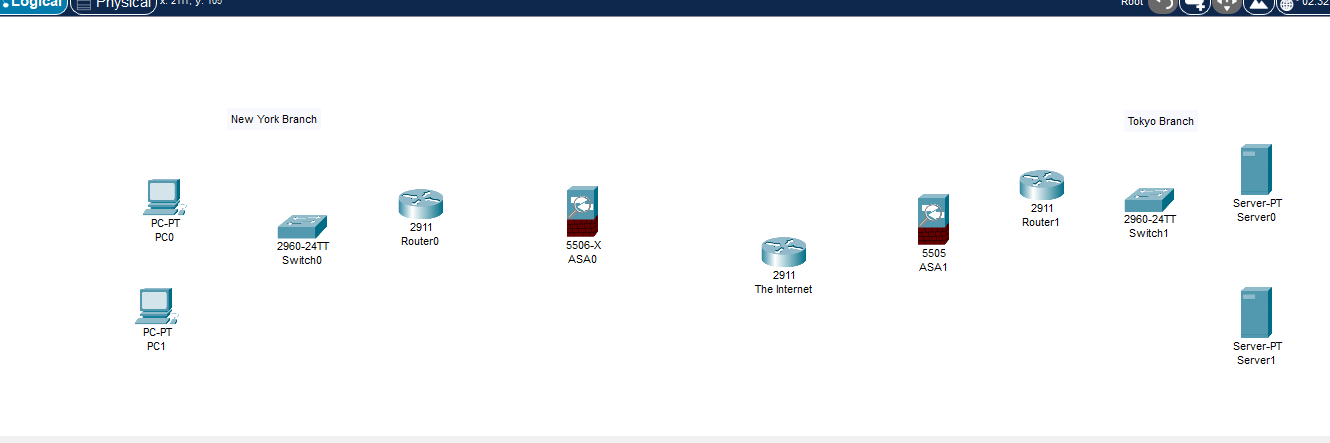 Logical Physical x: 2111, y: 105 Root 02:32
New York Branch
Tokyo Branch
PC-PT
PC0
2960-24TT
Switch0
2911
Router0
5506-X
ASA0
2911
The Internet
5505
ASA1
2911
Router1
2960-24TT
Switch1
Server-PT
Server0
PC-PT
PC1
Server-PT
Server1